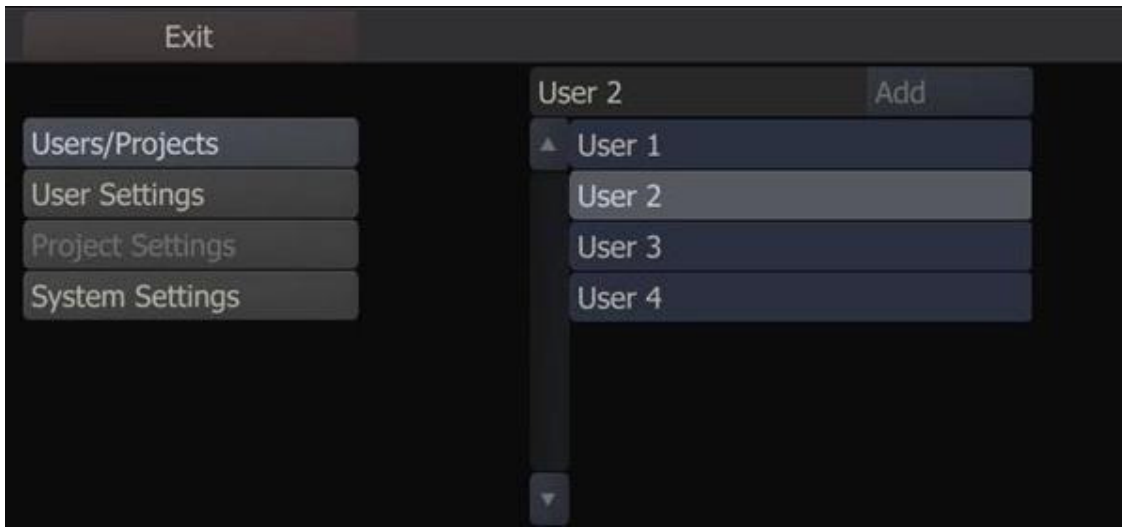 Exit
User 2 Add
Users/Projects
User Settings
Project Settings
System Settings
User 1
User 2
User 3
User 4